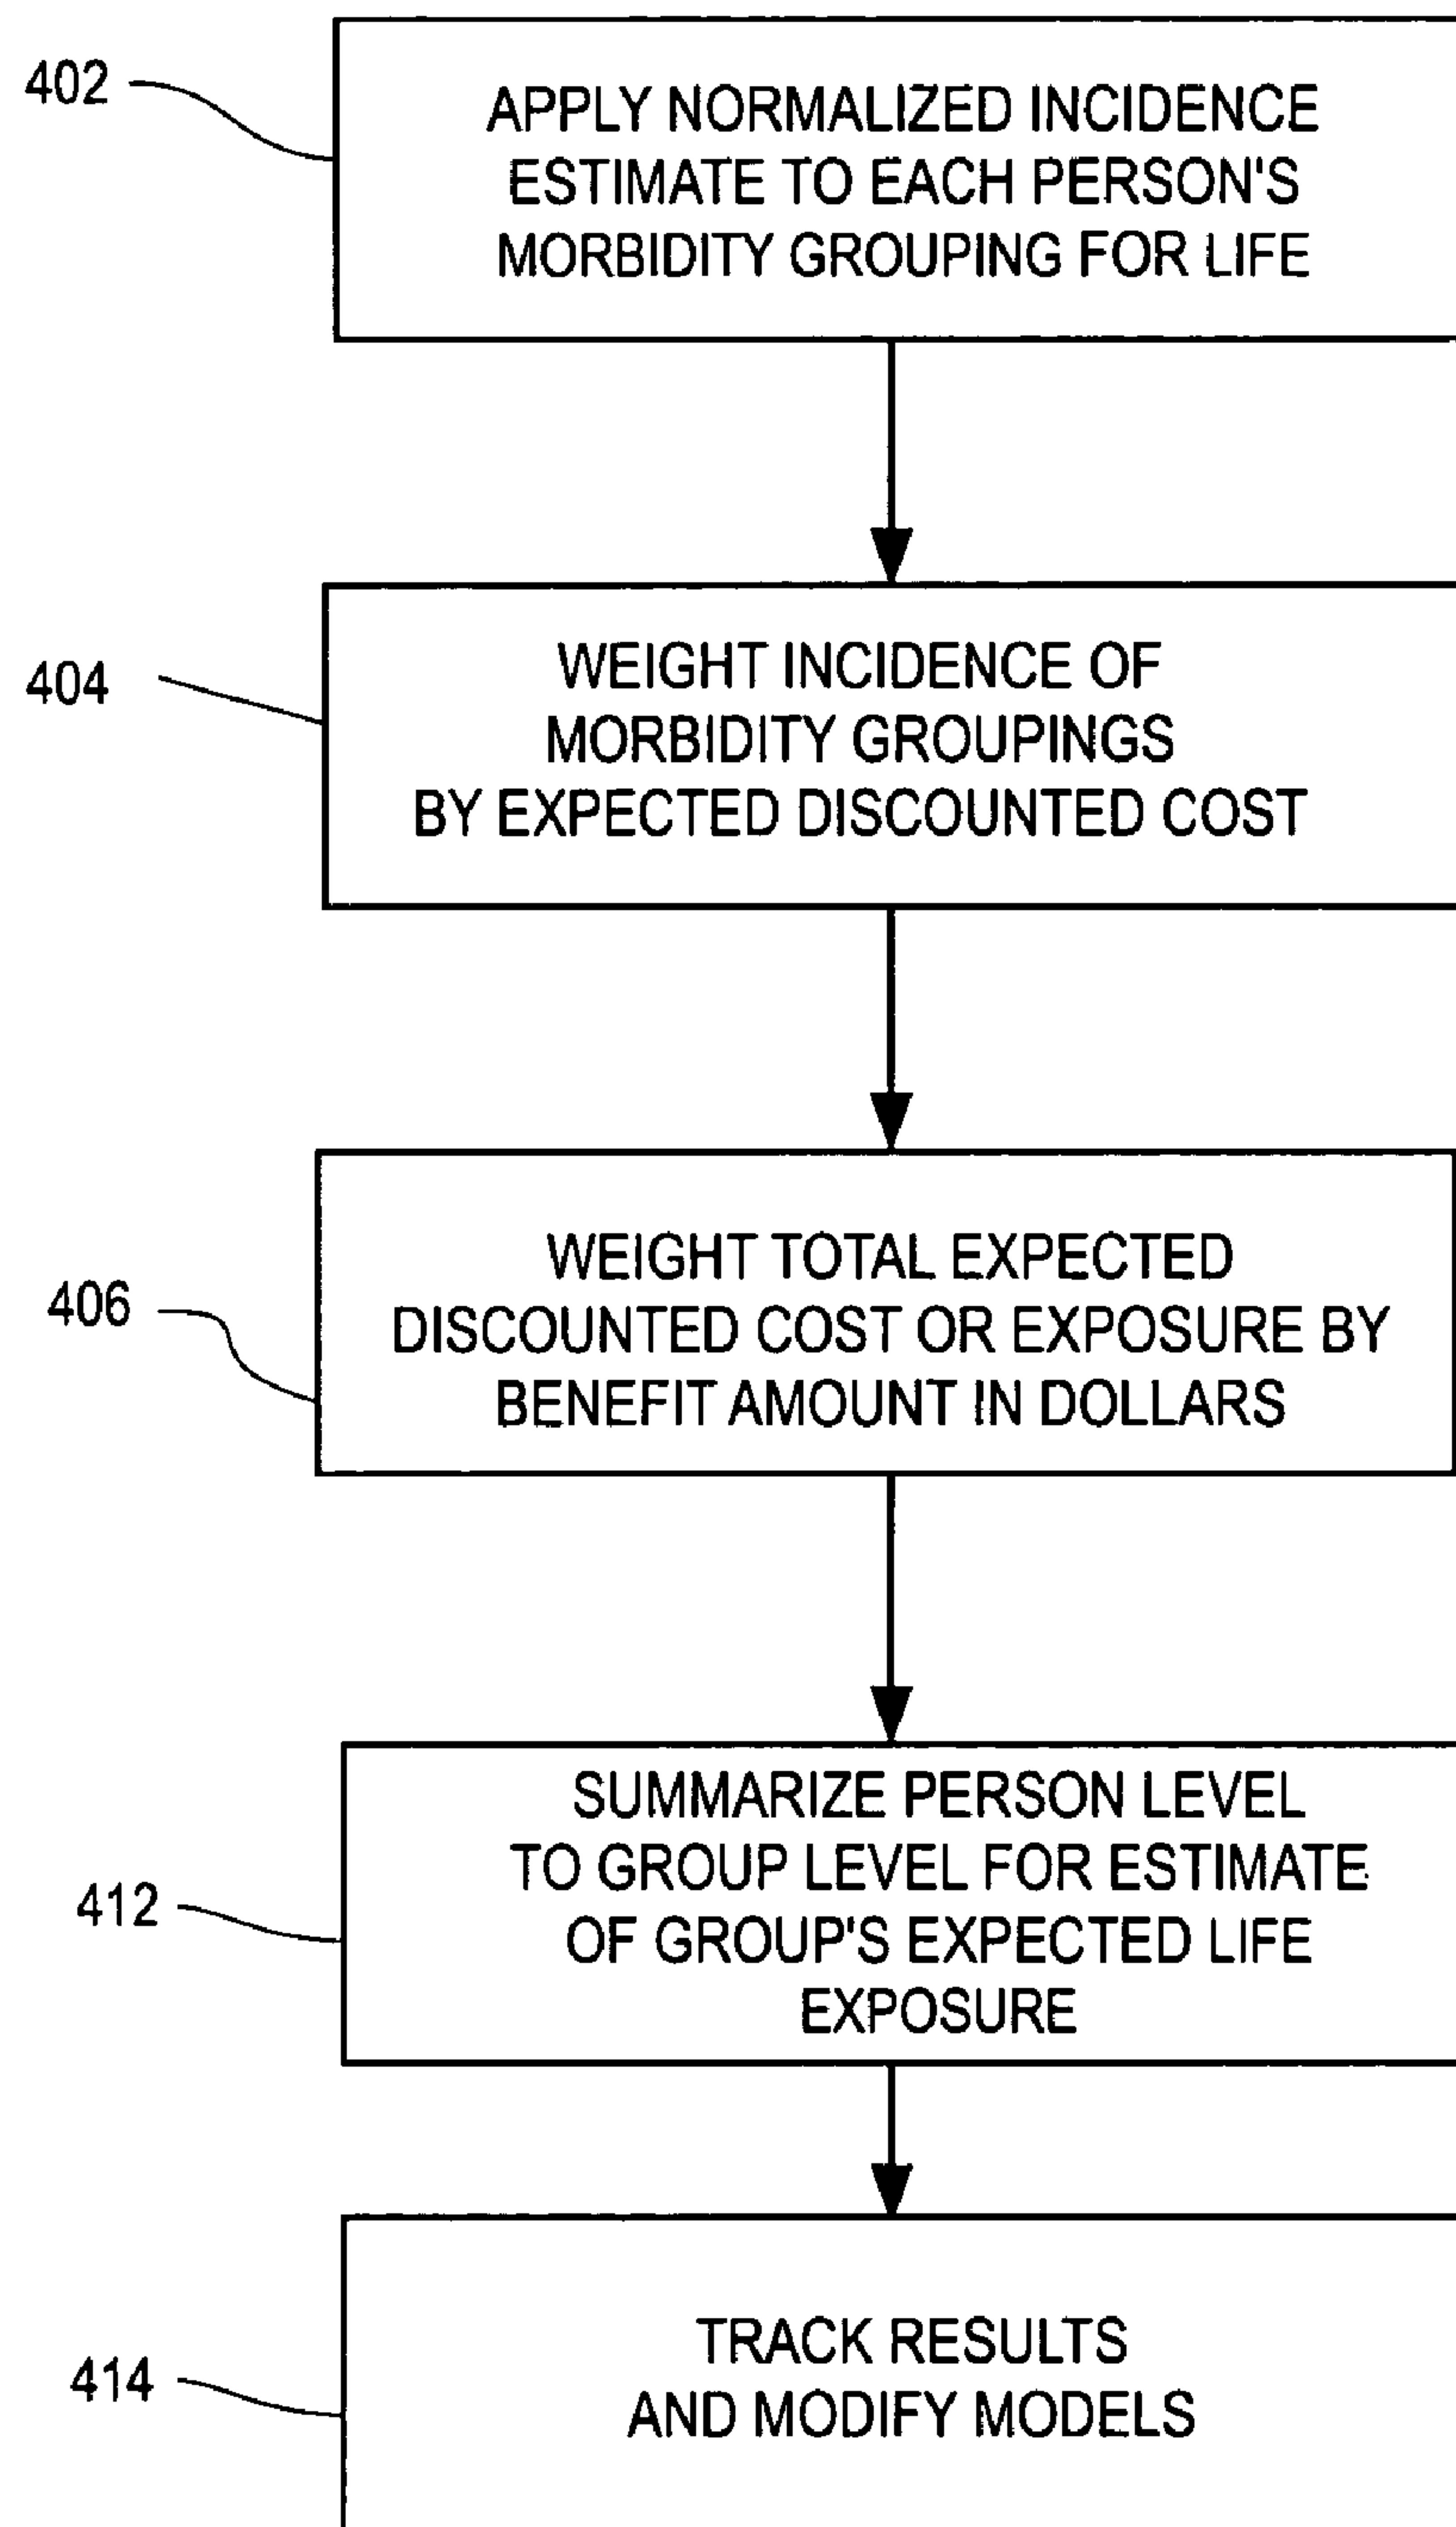 402
APPLY NORMALIZED INCIDENCE
ESTIMATE TO EACH PERSON'S
MORBIDITY GROUPING FOR LIFE
404
WEIGHT INCIDENCE OF
MORBIDITY GROUPINGS
BY EXPECTED DISCOUNTED COST
406
WEIGHT TOTAL EXPECTED
DISCOUNTED COST OR EXPOSURE BY
BENEFIT AMOUNT IN DOLLARS
412
SUMMARIZE PERSON LEVEL
TO GROUP LEVEL FOR ESTIMATE
OF GROUP'S EXPECTED LIFE
EXPOSURE
414
TRACK RESULTS
AND MODIFY MODELS